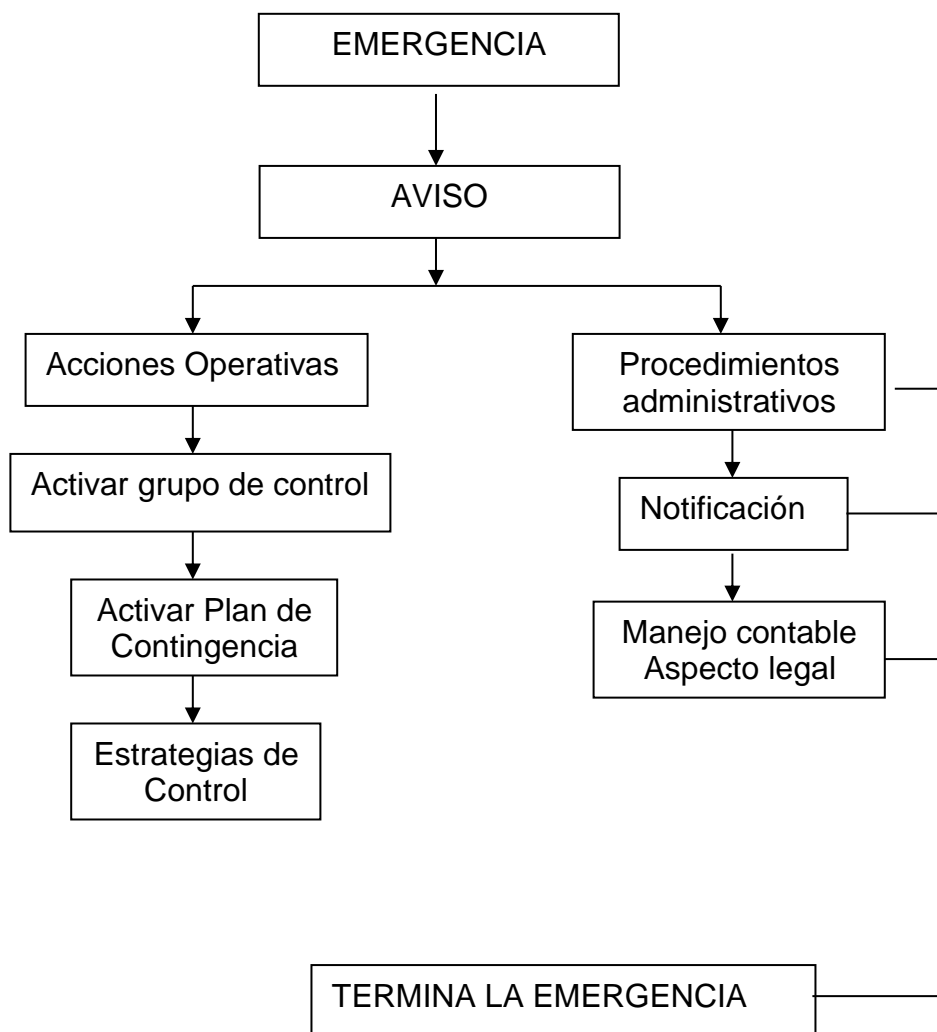 EMERGENCIA
AVISO
Acciones Operativas
Activar grupo de control
Activar Plan de
Contingencia
Estrategias de
Control
Procedimientos
administrativos
Notificación
Manejo contable
Aspecto legal
TERMINA LA EMERGENCIA